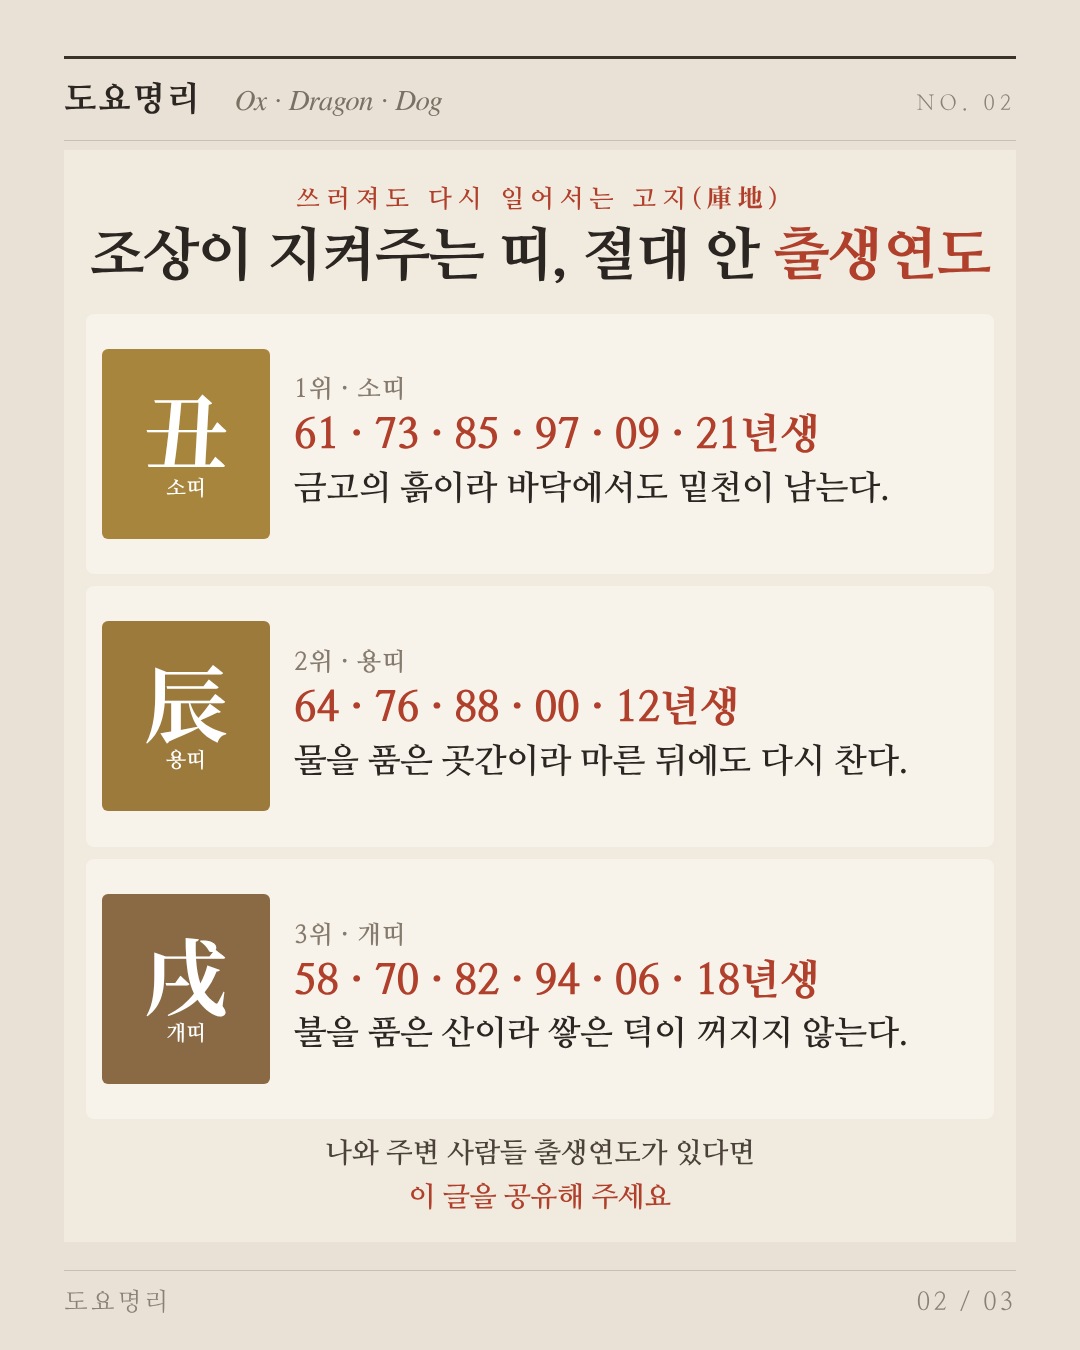 도요명리 Ox · Dragon · Dog NO. 02
쓰러져도 다시 일어서는 고지(庫地)
조상이 지켜주는 띠, 절대 안 출생연도
丑
소띠
1위 · 소띠
61 · 73 · 85 · 97 · 09 · 21년생
금고의 흙이라 바닥에서도 밑천이 남는다.
辰
용띠
2위 · 용띠
64 · 76 · 88 · 00 · 12년생
물을 품은 곳간이라 마른 뒤에도 다시 찬다.
戌
개띠
3위 · 개띠
58 · 70 · 82 · 94 · 06 · 18년생
불을 품은 산이라 쌓은 덕이 꺼지지 않는다.
나와 주변 사람들 출생연도가 있다면
이 글을 공유해 주세요
도요명리 02 / 03